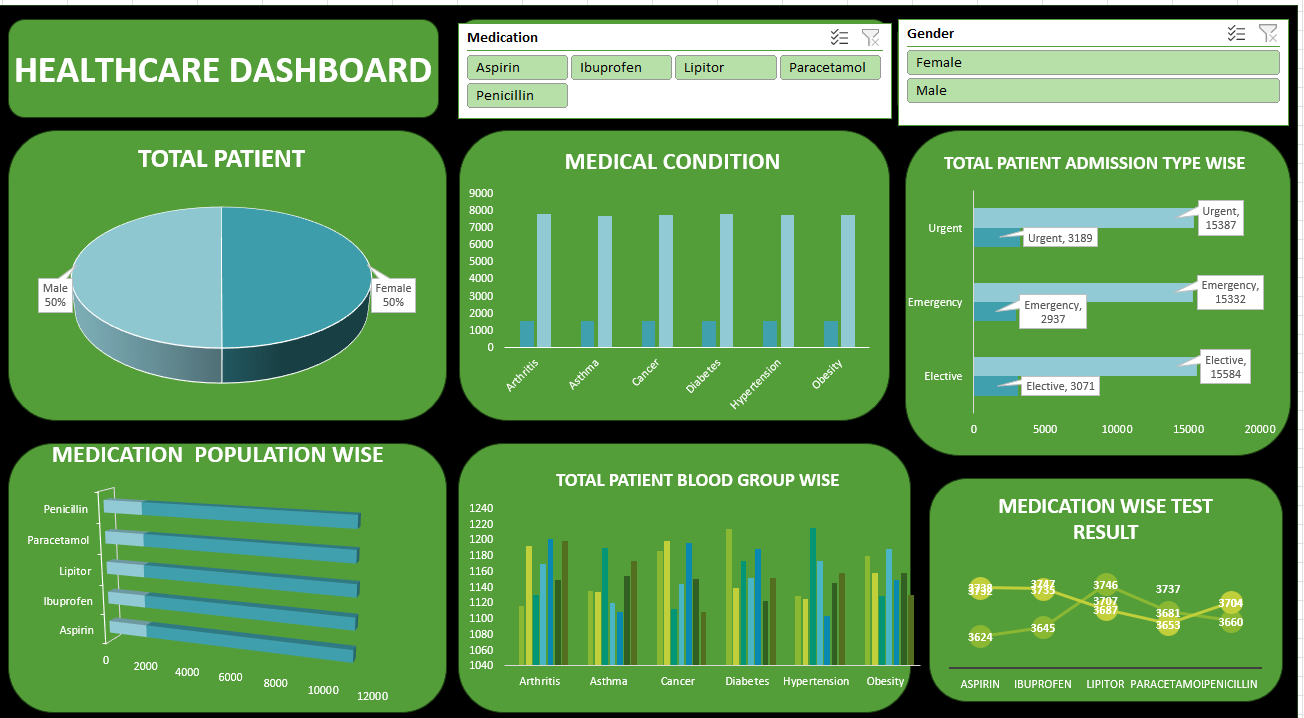 HEALTHCARE DASHBOARD
Medication
Aspirin
Ibuprofen
Lipitor
Paracetamol
Penicillin
Gender
Female
Male
TOTAL PATIENT
Male
50%
Female
50%
MEDICAL CONDITION
9000
8000
7000
6000
5000
4000
3000
2000
1000
0
Arthritis
Asthma
Cancer
Diabetes
Hypertension
Obesity
TOTAL PATIENT ADMISSION TYPE WISE
Urgent
Urgent,
15387
Urgent, 3189
Emergency
Emergency,
15332
Emergency,
2937
Elective
Elective,
15584
Elective, 3071
0 5000 10000 15000 20000
MEDICATION POPULATION WISE
Penicillin
Paracetamol
Lipitor
Ibuprofen
Aspirin
0 2000 4000 6000 8000 10000 12000
TOTAL PATIENT BLOOD GROUP WISE
1240
1220
1200
1180
1160
1140
1120
1100
1080
1060
1040
Arthritis Asthma Cancer Diabetes Hypertension Obesity
MEDICATION WISE TEST
RESULT
3732
3624
3747
3735
3645
3746
3707
3687
3737
3681
3653
3704
3660
ASPIRIN IBUPROFEN LIPITOR PARACETAMOL PENICILLIN